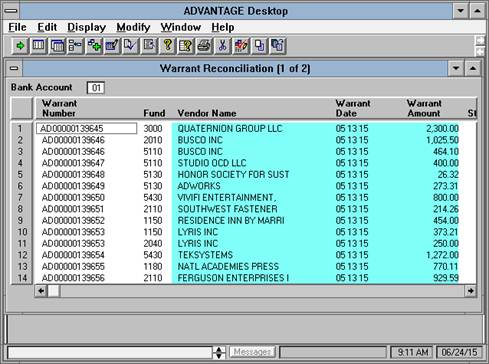 ADVANTAGE Desktop
File Edit Display Modify Window Help
Warrant Reconciliation (1 of 2)
Bank Account 01
Warrant Number Fund Vendor Name Warrant Date Warrant Amount St
1 AD00000139645 3000 QUATERNION GROUP LLC 05 13 15 2,300.00
2 AD00000139646 2010 BUSCO INC 05 13 15 1,025.50
3 AD00000139646 5110 BUSCO INC 05 13 15 464.10
4 AD00000139647 5110 STUDIO OCD LLC 05 13 15 400.00
5 AD00000139648 5130 HONOR SOCIETY FOR SUST 05 13 15 26.32
6 AD00000139649 5130 ADWORKS 05 13 15 273.31
7 AD00000139650 5430 VIVIFI ENTERTAINMENT, 05 13 15 800.00
8 AD00000139651 2110 SOUTHWEST FASTENER 05 13 15 214.26
9 AD00000139652 1150 RESIDENCE INN BY MARRI 05 13 15 454.00
10 AD00000139653 1150 LYRIS INC 05 13 15 373.21
11 AD00000139653 2040 LYRIS INC 05 13 15 250.00
12 AD00000139654 5430 TEKSYSTEMS 05 13 15 1,272.00
13 AD00000139655 1180 NATL ACADEMIES PRESS 05 13 15 770.11
14 AD00000139656 2110 FERGUSON ENTERPRISES I 05 13 15 929.59
Messages 9:11 AM 06/24/15